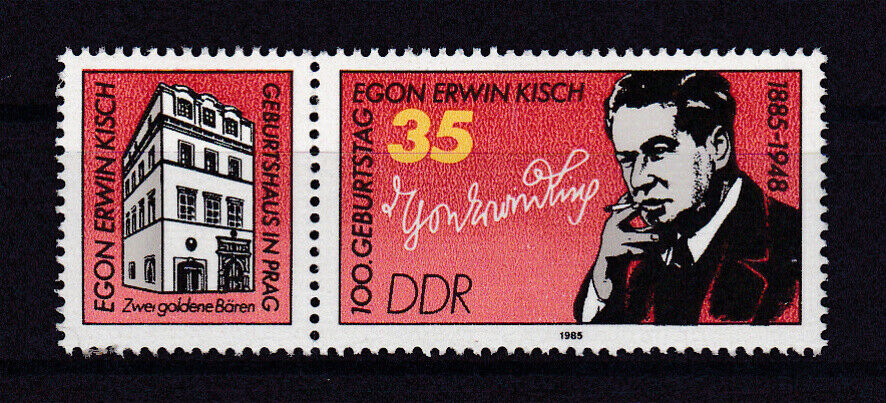 EGON ERWIN KISCH
GEBURTSHAUS IN PRAG
Zwei goldene Bären
100. GEBURTSTAG
EGON ERWIN KISCH
1885-1948
35
DDR
1985